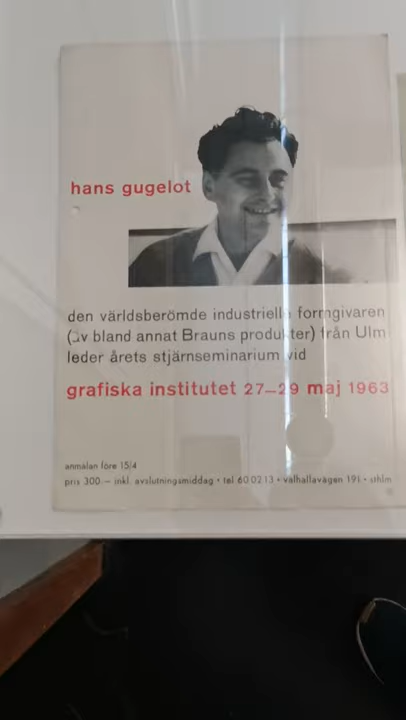 hans gugelot
den världsberömde industrielle formgivaren
(av bland annat Brauns produkter) från Ulm
leder årets stjärnseminarium vid
grafiska institutet 27–29 maj 1963
anmälan före 15/4
pris 300.– inkl. avslutningsmiddag • tel 60 02 13 • valhallavägen 191 • sthlm